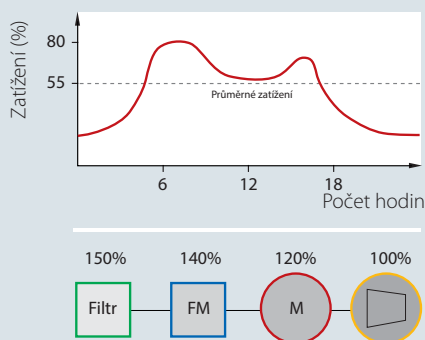 Zatížení (%)
80
55
Průměrné zatížení
6 12 18
Počet hodin
150% 140% 120% 100%
Filtr FM M